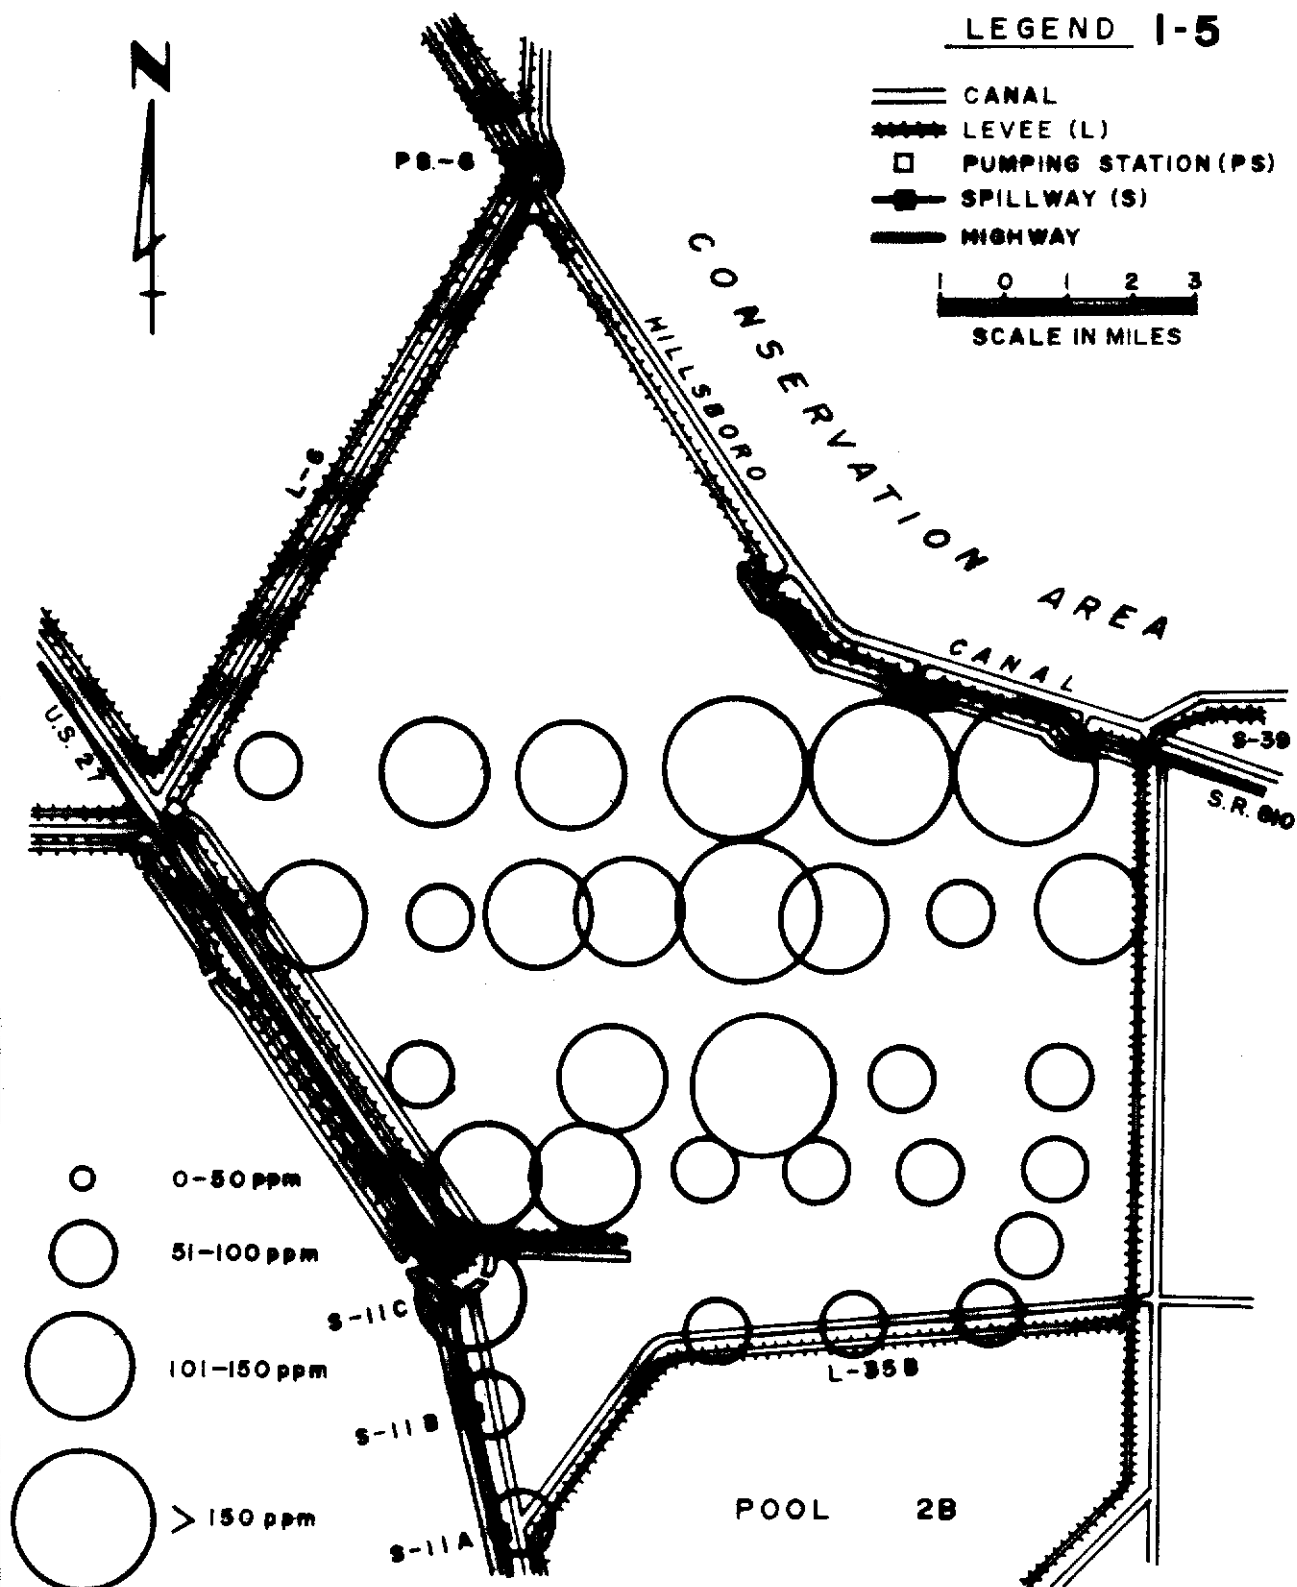 LEGEND I-5
N
CANAL
LEVEE (L)
PUMPING STATION (PS)
SPILLWAY (S)
HIGHWAY
1 0 1 2 3
SCALE IN MILES
PS.-6
CONSERVATION AREA
HILLSBORO
CANAL
L-6
U.S. 27
S-39
S.R. 810
0-50 ppm
51-100 ppm
101-150 ppm
> 150 ppm
S-11C
S-11B
S-11A
L-35B
POOL 2B